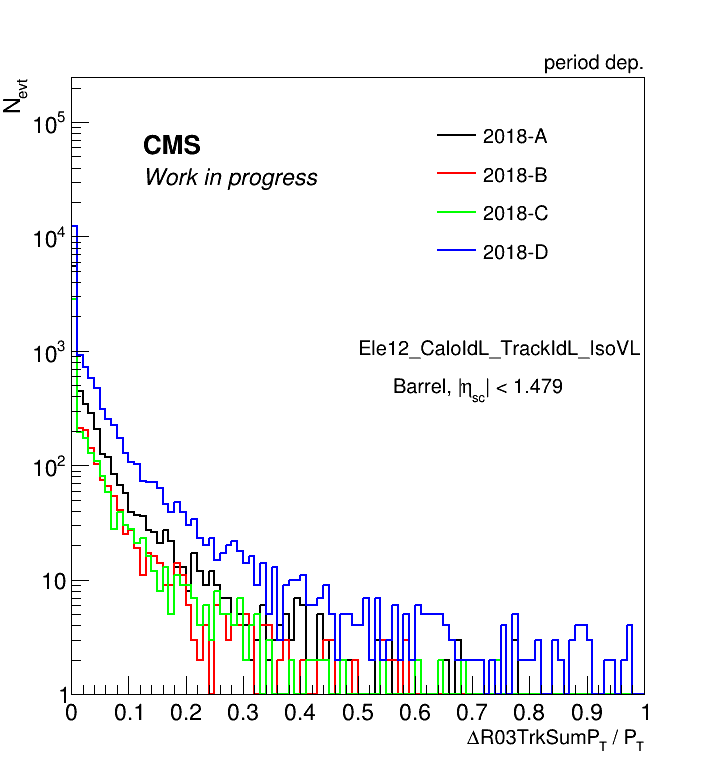 period dep.
N_evt
10^5
10^4
10^3
10^2
10
1
CMS
Work in progress
2018-A
2018-B
2018-C
2018-D
Ele12_CaloIdL_TrackIdL_IsoVL
Barrel, |η_sc| < 1.479
0 0.1 0.2 0.3 0.4 0.5 0.6 0.7 0.8 0.9 1
ΔR03TrkSumP_T / P_T